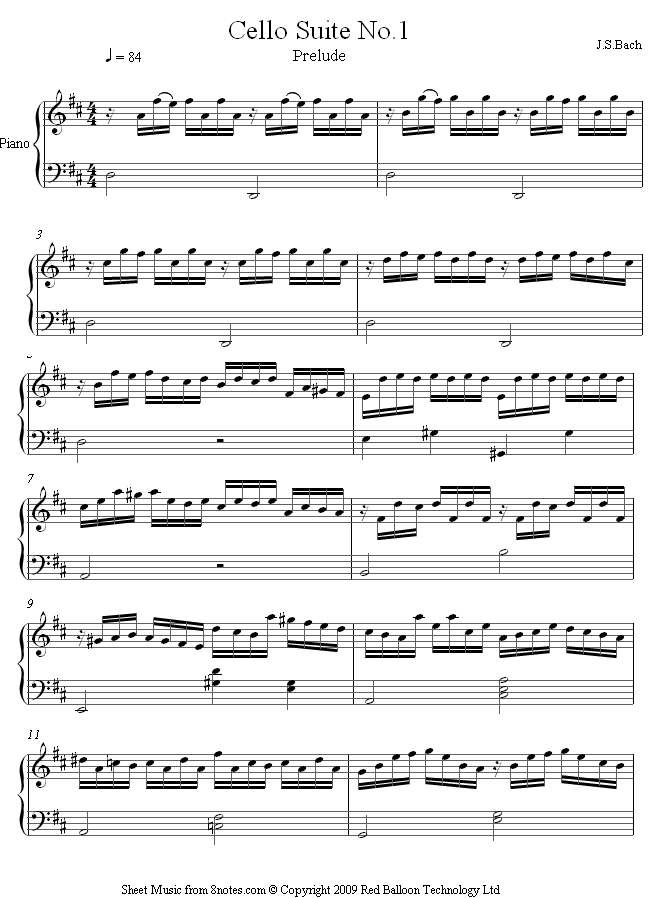 Cello Suite No.1
Prelude
♩ = 84
J.S.Bach
Piano
3
5
7
9
11
Sheet Music from 8notes.com © Copyright 2009 Red Balloon Technology Ltd